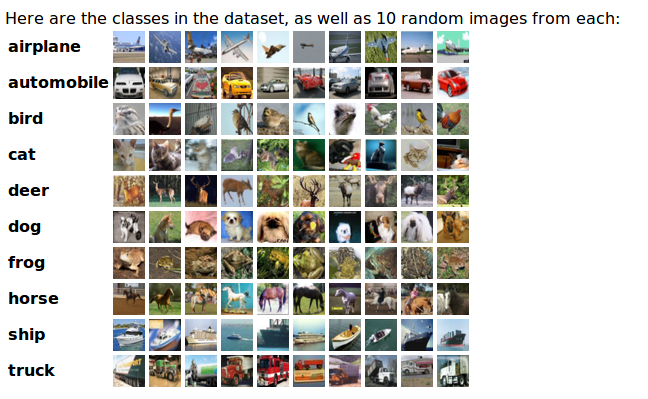 Here are the classes in the dataset, as well as 10 random images from each:
airplane
automobile
bird
cat
deer
dog
frog
horse
ship
truck